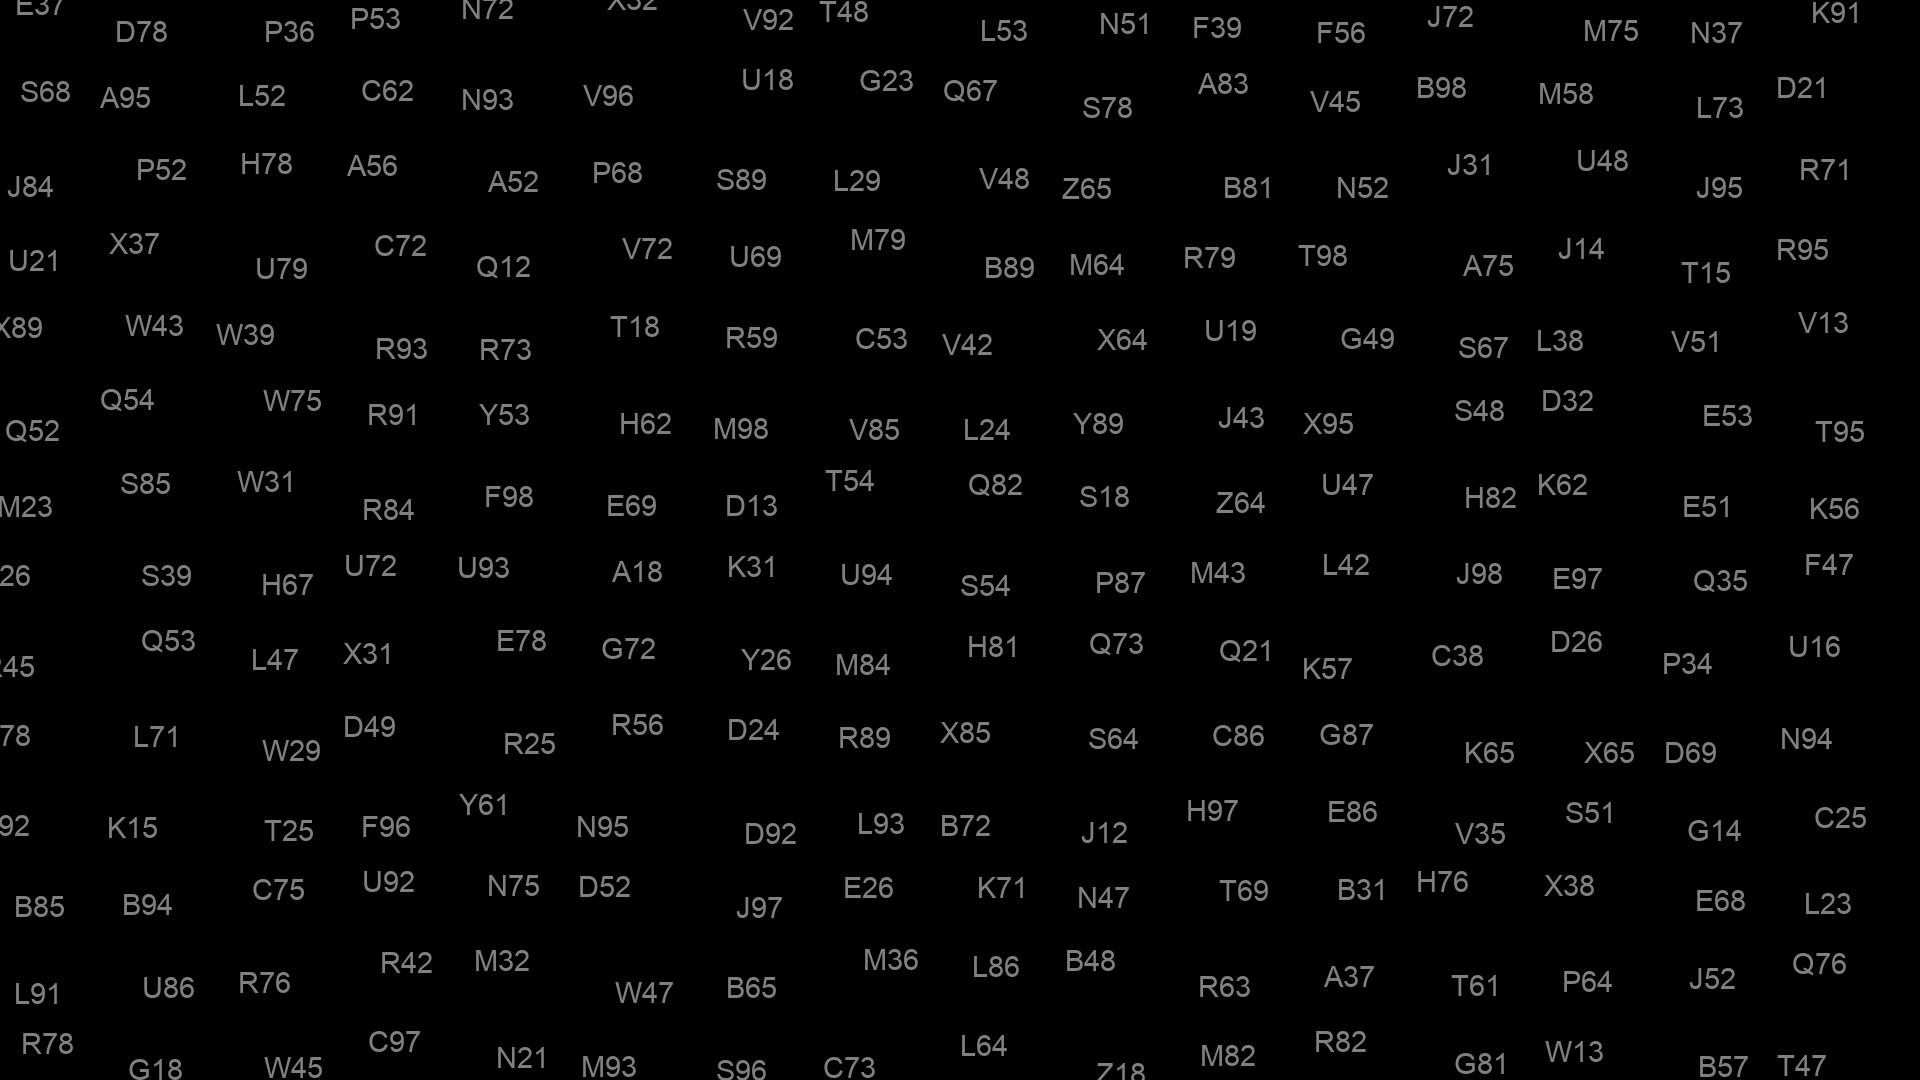 E37 D78 P36 P53 N72 X32 V92 T48 L53 N51 F39 F56 J72 M75 N37 K91
S68 A95 L52 C62 N93 V96 U18 G23 Q67 S78 A83 V45 B98 M58 L73 D21
J84 P52 H78 A56 A52 P68 S89 L29 V48 Z65 B81 N52 J31 U48 J95 R71
U21 X37 U79 C72 Q12 V72 U69 M79 B89 M64 R79 T98 A75 J14 T15 R95
X89 W43 W39 R93 R73 T18 R59 C53 V42 X64 U19 G49 S67 L38 V51 V13
Q52 Q54 W75 R91 Y53 H62 M98 V85 L24 Y89 J43 X95 S48 D32 E53 T95
M23 S85 W31 R84 F98 E69 D13 T54 Q82 S18 Z64 U47 H82 K62 E51 K56
26 S39 H67 U72 U93 A18 K31 U94 S54 P87 M43 L42 J98 E97 Q35 F47
45 Q53 L47 X31 E78 G72 Y26 M84 H81 Q73 Q21 K57 C38 D26 P34 U16
78 L71 W29 D49 R25 R56 D24 R89 X85 S64 C86 G87 K65 X65 D69 N94
92 K15 T25 F96 Y61 N95 D92 L93 B72 J12 H97 E86 V35 S51 G14 C25
B85 B94 C75 U92 N75 D52 J97 E26 K71 N47 T69 B31 H76 X38 E68 L23
L91 U86 R76 R42 M32 W47 B65 M36 L86 B48 R63 A37 T61 P64 J52 Q76
R78 G18 W45 C97 N21 M93 S96 C73 L64 Z18 M82 R82 G81 W13 B57 T47